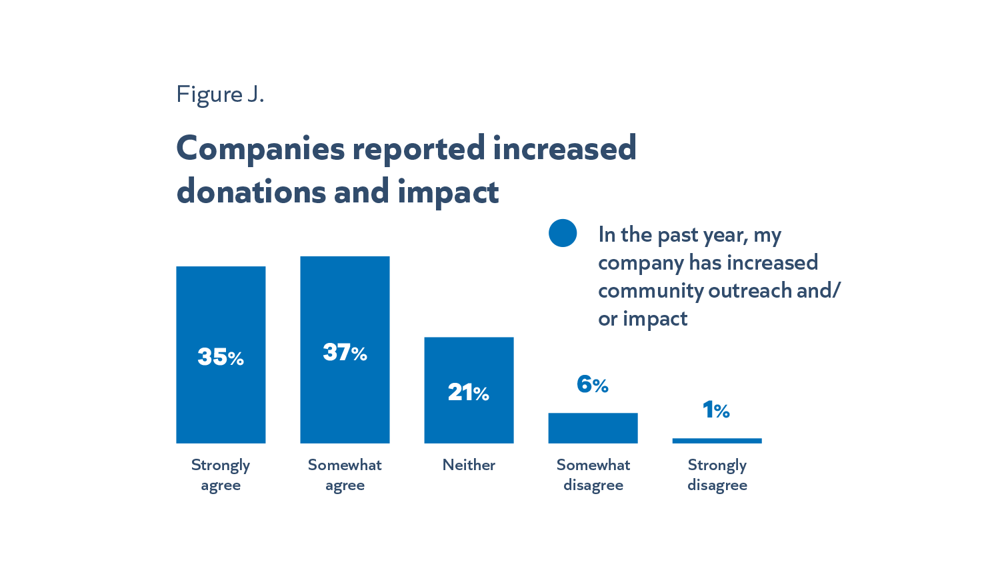 Figure J.
Companies reported increased
donations and impact
In the past year, my
company has increased
community outreach and/
or impact
35%
37%
21%
6%
1%
Strongly
agree
Somewhat
agree
Neither
Somewhat
disagree
Strongly
disagree